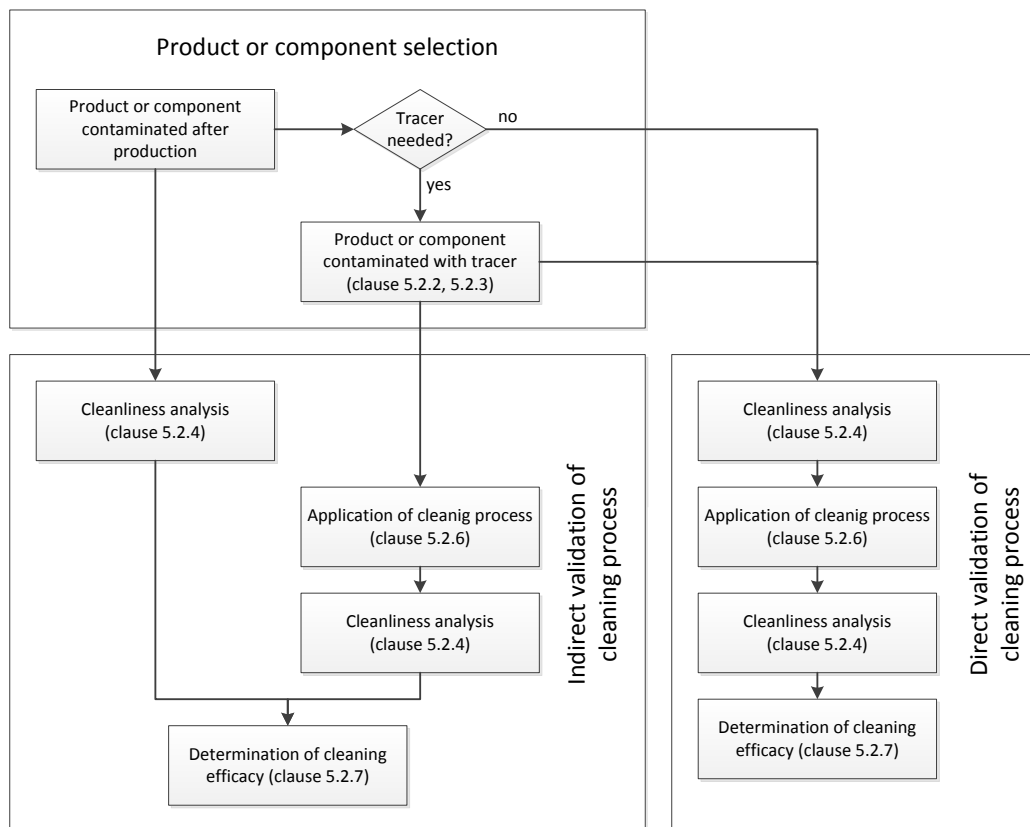 Product or component selection
Product or component
contaminated after
production
Tracer
needed?
no
yes
Product or component
contaminated with tracer
(clause 5.2.2, 5.2.3)
Cleanliness analysis
(clause 5.2.4)
Application of cleanig process
(clause 5.2.6)
Cleanliness analysis
(clause 5.2.4)
Determination of cleaning
efficacy (clause 5.2.7)
Indirect validation of
cleaning process
Cleanliness analysis
(clause 5.2.4)
Application of cleanig process
(clause 5.2.6)
Cleanliness analysis
(clause 5.2.4)
Determination of cleaning
efficacy (clause 5.2.7)
Direct validation of
cleaning process